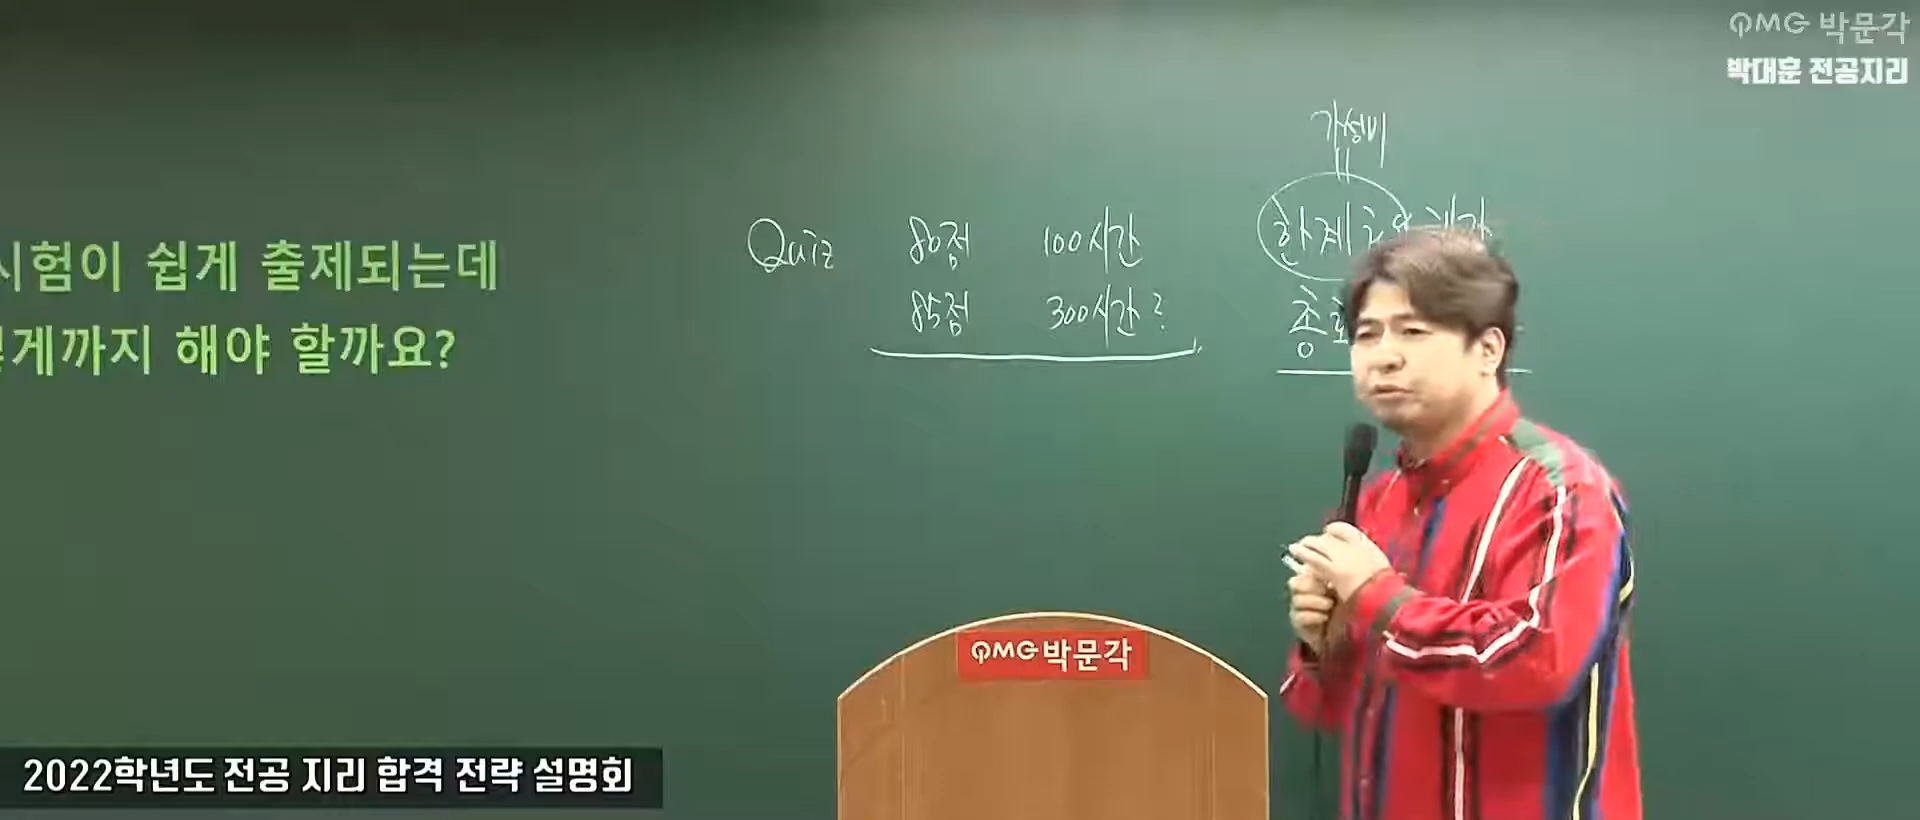 PMG 박문각
박대훈 전공지리
시험이 쉽게 출제되는데
게까지 해야 할까요?
가성비
Quiz 80점 100시간 한계
85점 300시간?
PMG 박문각
2022학년도 전공 지리 합격 전략 설명회